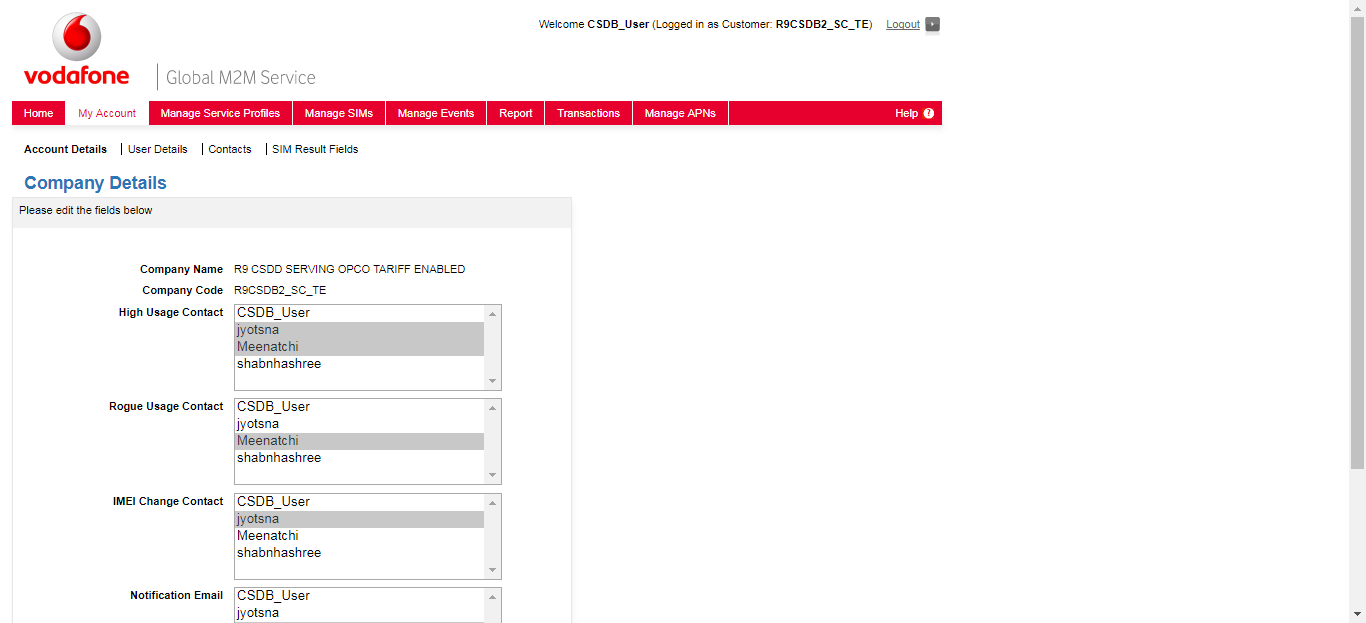 Welcome CSDB_User (Logged in as Customer: R9CSDB2_SC_TE) Logout
vodafone Global M2M Service
Home My Account Manage Service Profiles Manage SIMs Manage Events Report Transactions Manage APNs Help ?
Account Details User Details Contacts SIM Result Fields
Company Details
Please edit the fields below
Company Name R9 CSDD SERVING OPCO TARIFF ENABLED
Company Code R9CSDB2_SC_TE
High Usage Contact CSDB_User
jyotsna
Meenatchi
shabnhashree
Rogue Usage Contact CSDB_User
jyotsna
Meenatchi
shabnhashree
IMEI Change Contact CSDB_User
jyotsna
Meenatchi
shabnhashree
Notification Email CSDB_User
jyotsna